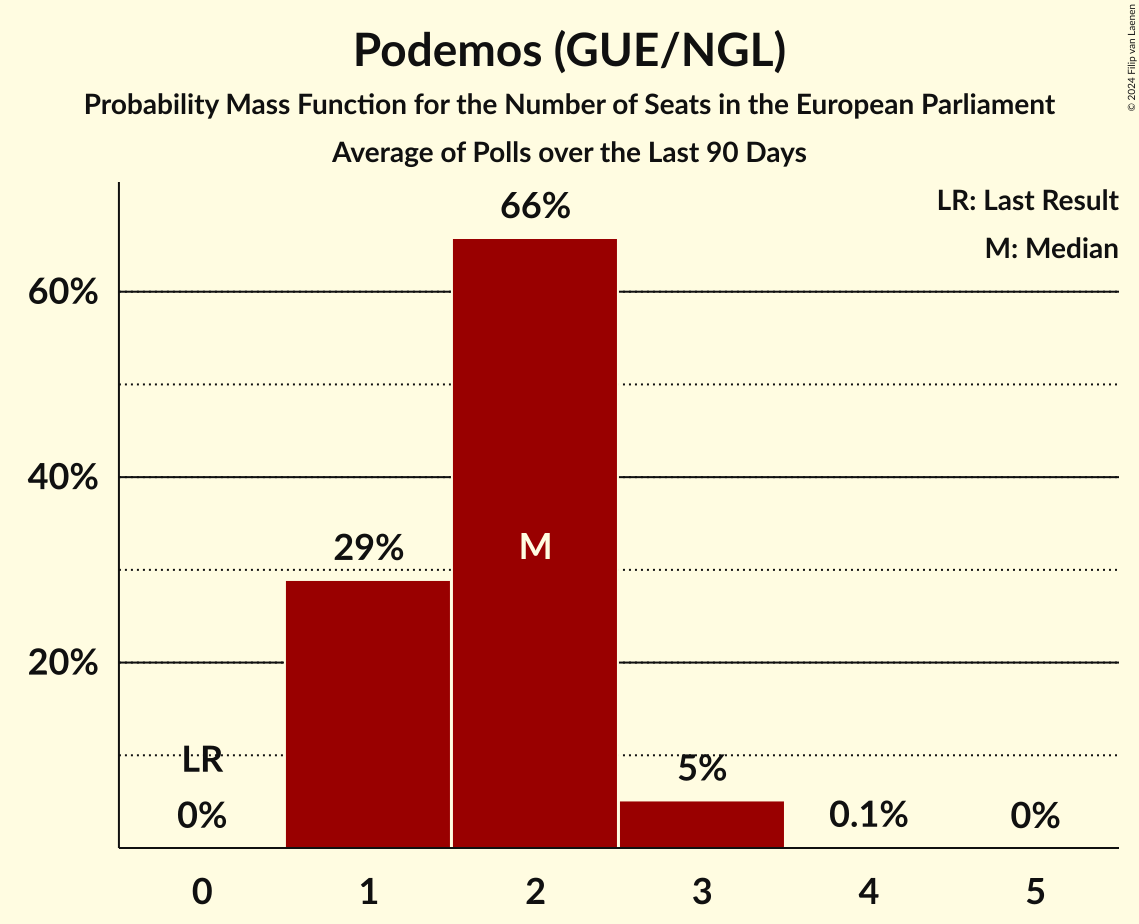 Podemos (GUE/NGL)
Probability Mass Function for the Number of Seats in the European Parliament
Average of Polls over the Last 90 Days
© 2024 Filip van Laenen
LR: Last Result
M: Median
66%
60%
40%
29%
M
20%
LR
5%
0%
0.1%
0%
0 1 2 3 4 5